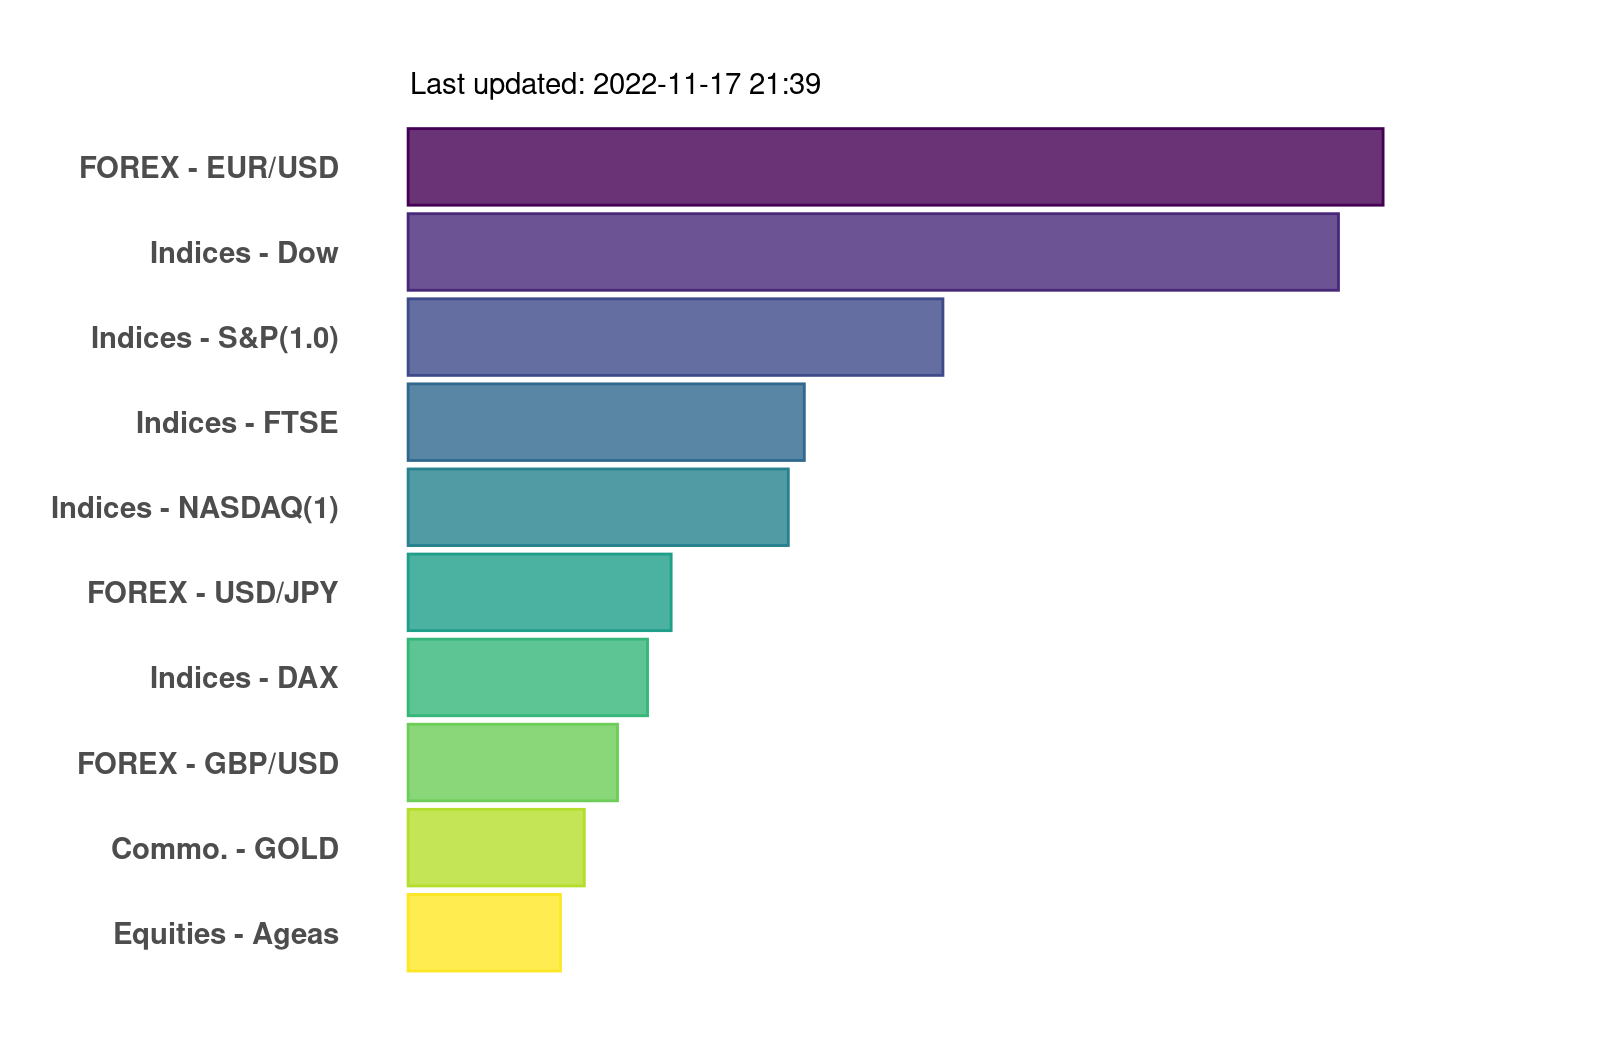 Last updated: 2022-11-17 21:39
FOREX - EUR/USD
Indices - Dow
Indices - S&P(1.0)
Indices - FTSE
Indices - NASDAQ(1)
FOREX - USD/JPY
Indices - DAX
FOREX - GBP/USD
Commo. - GOLD
Equities - Ageas